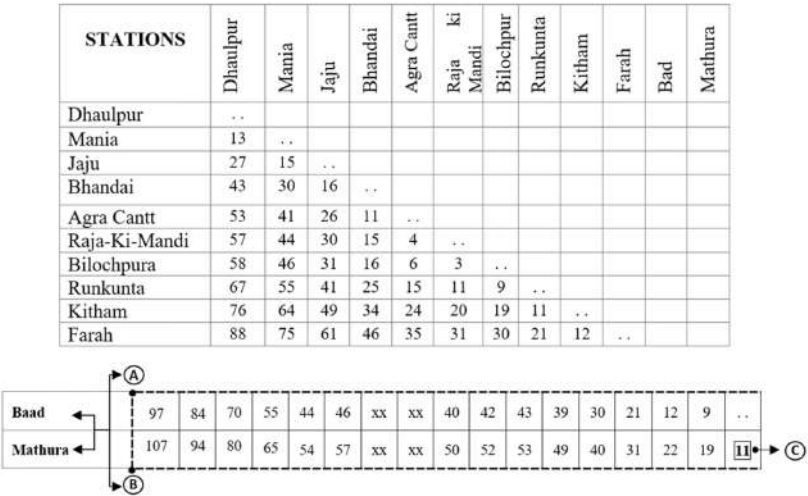 STATIONS Dhaulpur Mania Jaju Bhandai Agra Cantt Raja ki Mandi Bilochpur Runkunta Kitham Farah Bad Mathura
Dhaulpur . .
Mania 13 . .
Jaju 27 15 . .
Bhandai 43 30 16 . .
Agra Cantt 53 41 26 11 . .
Raja-Ki-Mandi 57 44 30 15 4 . .
Bilochpura 58 46 31 16 6 3 . .
Runkunta 67 55 41 25 15 11 9 . .
Kitham 76 64 49 34 24 20 19 11 . .
Farah 88 75 61 46 35 31 30 21 12 . .
A
Baad 97 84 70 55 44 46 xx xx 40 42 43 39 30 21 12 9 . .
Mathura 107 94 80 65 54 57 xx xx 50 52 53 49 40 31 22 19 11 C
B